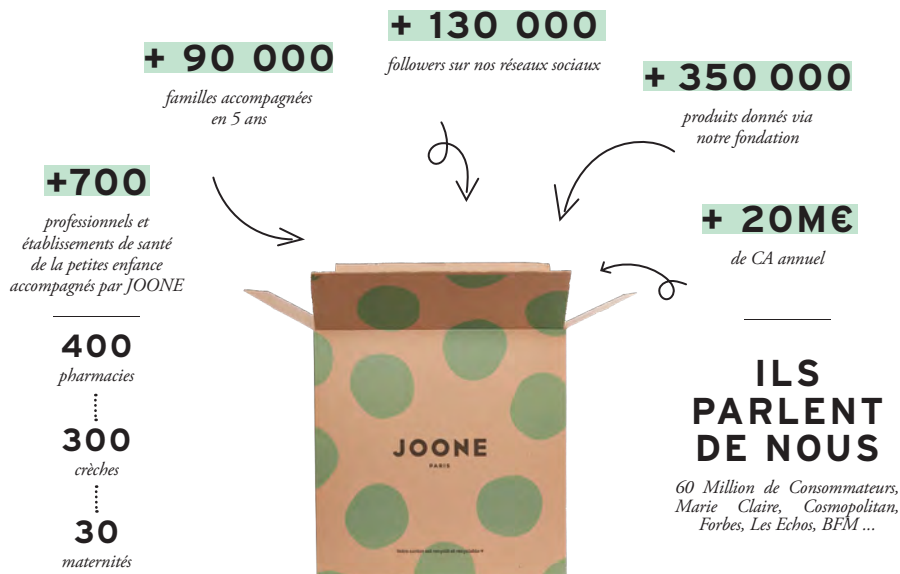 + 130 000
followers sur nos réseaux sociaux
+ 90 000
familles accompagnées
en 5 ans
+ 350 000
produits donnés via
notre fondation
+700
professionnels et
établissements de santé
de la petites enfance
accompagnés par JOONE
400
pharmacies
300
crèches
30
maternités
+ 20M€
de CA annuel
ILS
PARLENT
DE NOUS
60 Million de Consommateurs,
Marie Claire, Cosmopolitan,
Forbes, Les Echos, BFM ...
JOONE
PARIS